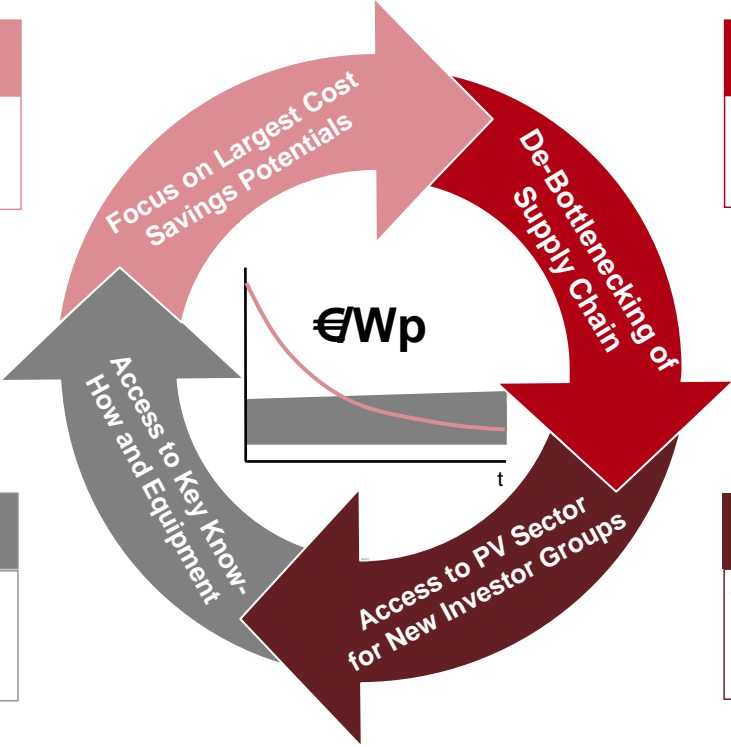 Focus on Largest Cost
Savings Potentials
De-Bottlenecking of
Supply Chain
€/Wp
t
Access to Key Know-
How and Equipment
Access to PV Sector
for New Investor Groups